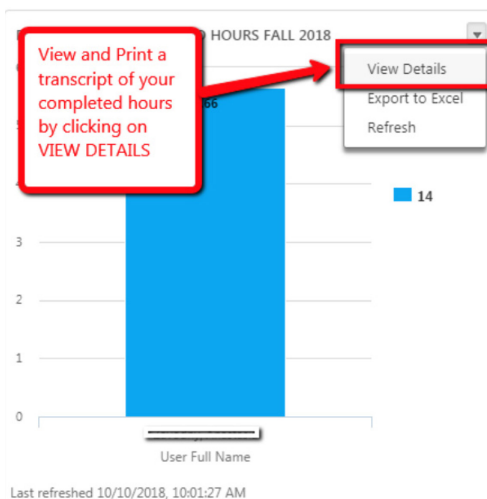 HOURS FALL 2018
View and Print a
transcript of your
completed hours
by clicking on
VIEW DETAILS
View Details
Export to Excel
Refresh
66
14
3
2
1
0
User Full Name
Last refreshed 10/10/2018, 10:01:27 AM